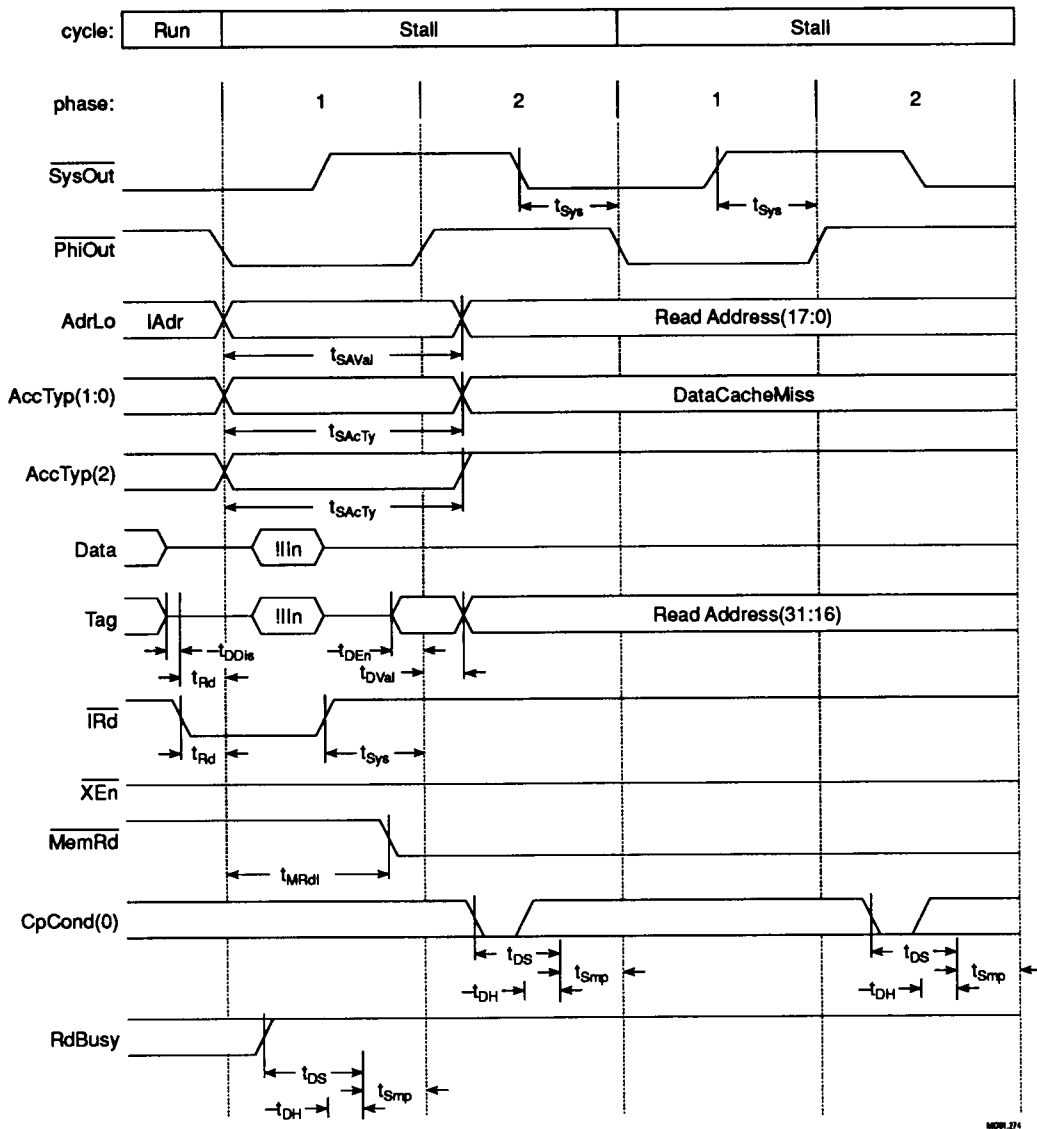 cycle: Run Stall Stall
phase: 1 2 1 2
SysOut
tSys tSys
PhiOut
AdrLo IAdr Read Address(17:0)
tSAVal
AccTyp(1:0) DataCacheMiss
tSAcTy
AccTyp(2)
tSAcTy
Data IIIn
Tag IIIn Read Address(31:16)
–tDDis –tDEn
tRd tDVal
IRd
tRd tSys
XEn
MemRd
tMRdI
CpCond(0)
tDS tDS
tSmp tSmp
–tDH –tDH
RdBusy
tDS
tSmp
–tDH